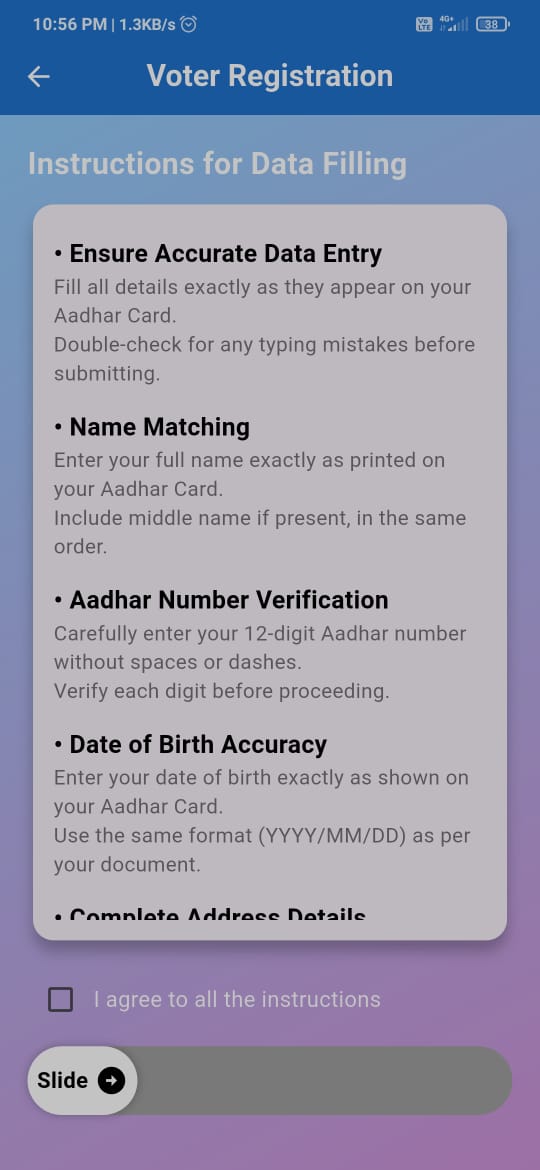 10:56 PM | 1.3KB/s
Vo LTE 4G+ 38
Voter Registration
Instructions for Data Filling
• Ensure Accurate Data Entry
Fill all details exactly as they appear on your
Aadhar Card.
Double-check for any typing mistakes before
submitting.
• Name Matching
Enter your full name exactly as printed on
your Aadhar Card.
Include middle name if present, in the same
order.
• Aadhar Number Verification
Carefully enter your 12-digit Aadhar number
without spaces or dashes.
Verify each digit before proceeding.
• Date of Birth Accuracy
Enter your date of birth exactly as shown on
your Aadhar Card.
Use the same format (YYYY/MM/DD) as per
your document.
• Complete Address Details
I agree to all the instructions
Slide